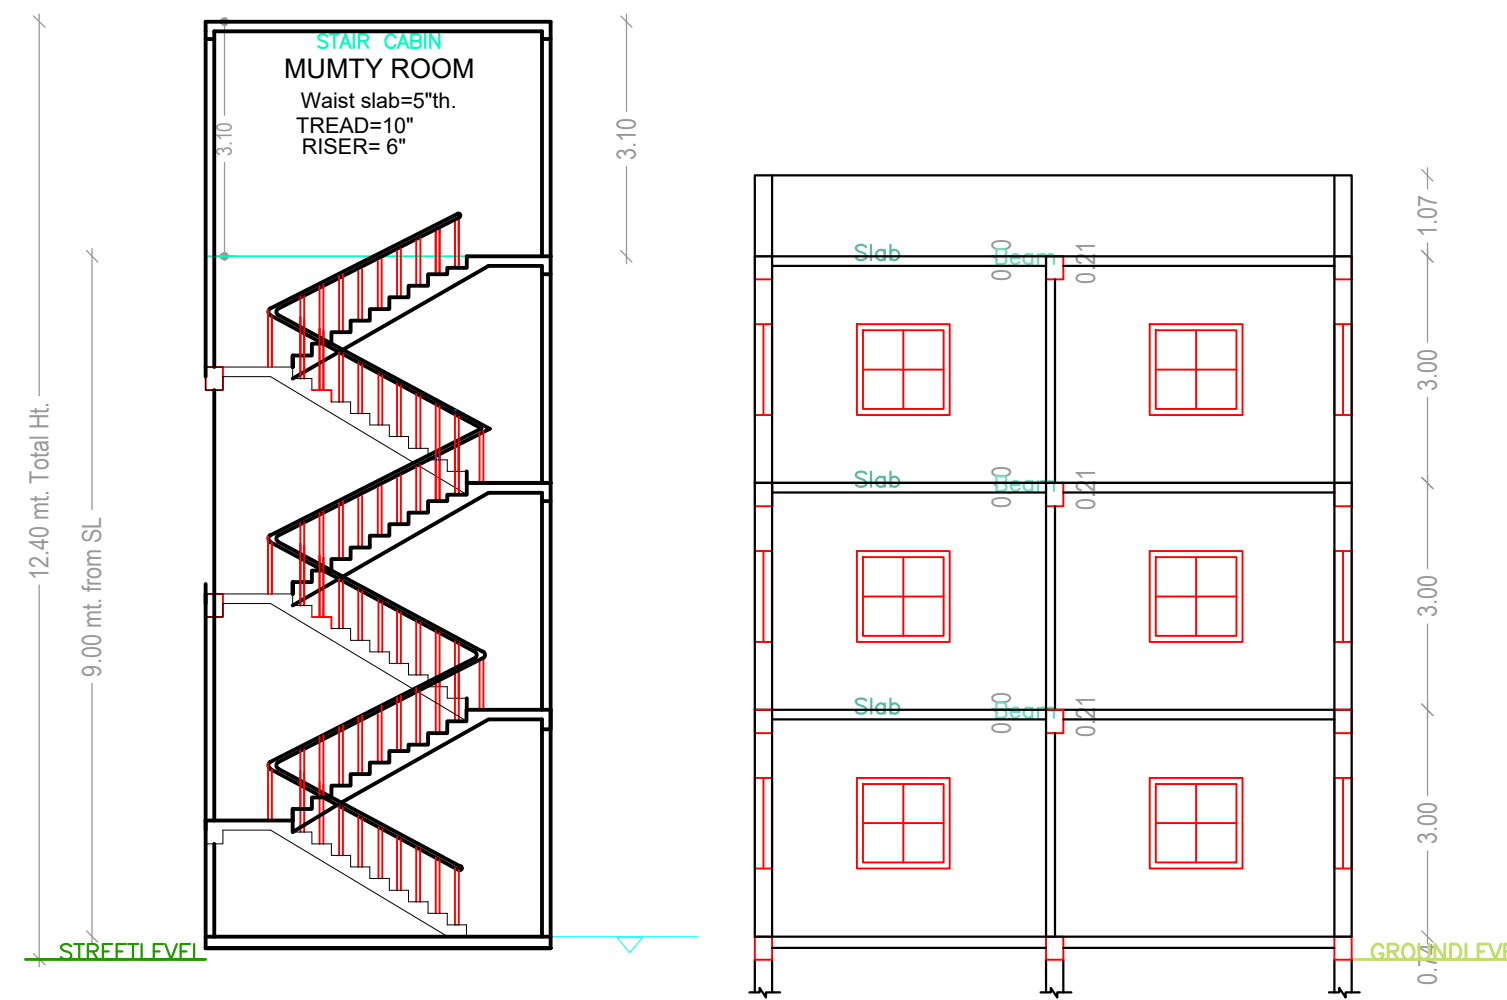 STAIR CABIN
MUMTY ROOM
Waist slab=5"th.
TREAD=10"
RISER= 6"
3.10
3.10
12.40 mt. Total Ht.
9.00 mt. from SL
STREETLEVEL
1.07
Slab
Beam
0.21
3.00
Slab
Beam
0.21
3.00
Slab
Beam
0.21
3.00